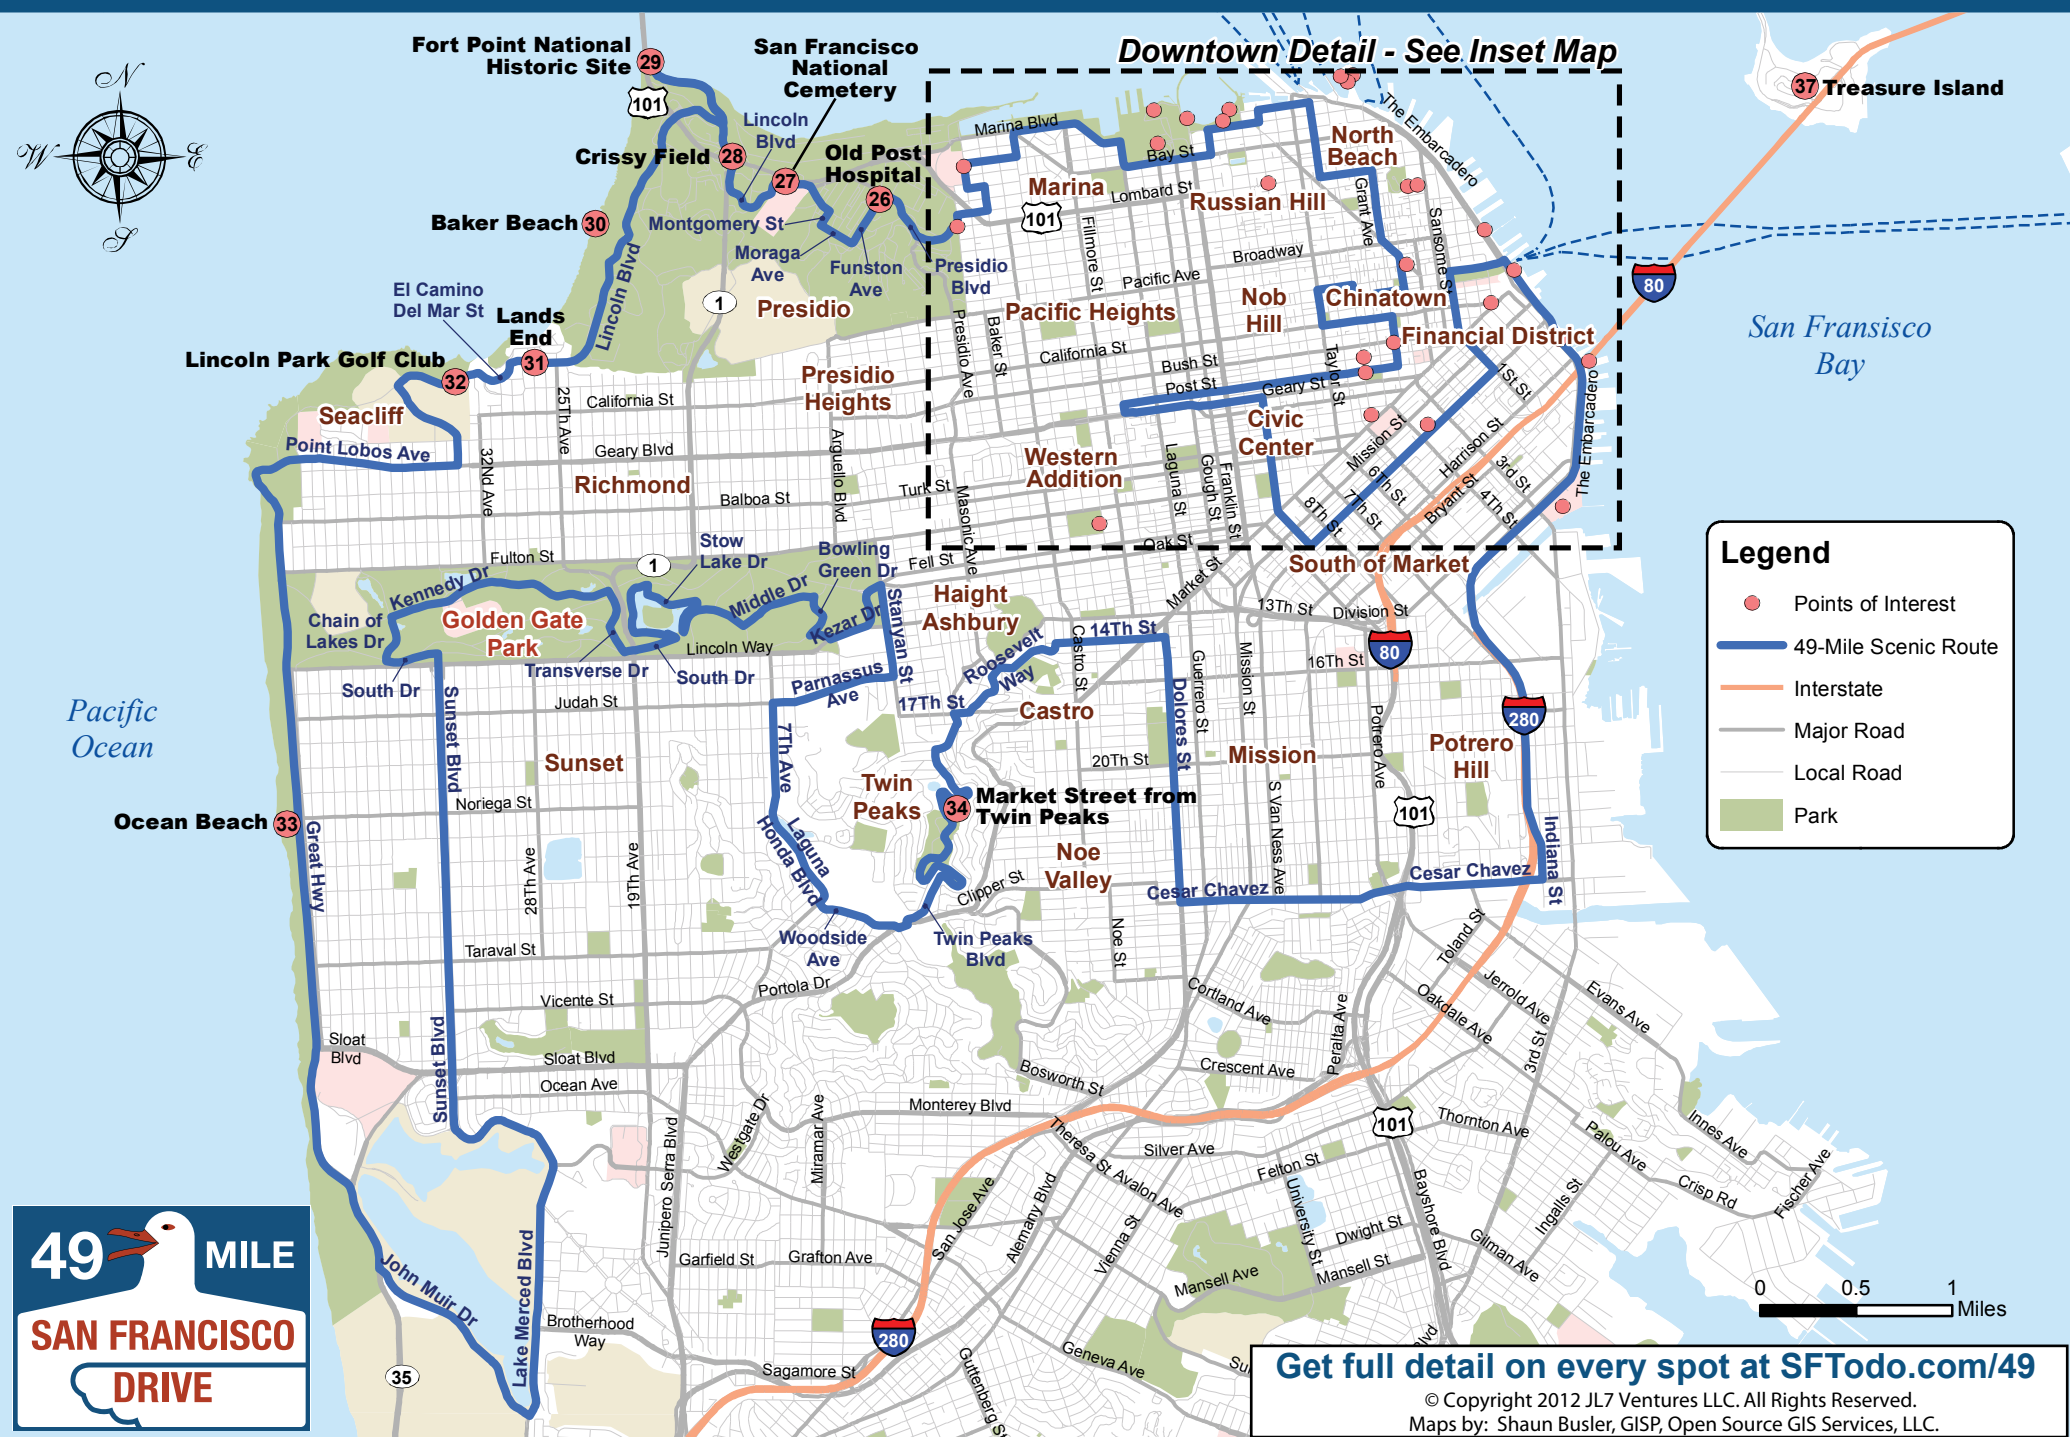 Downtown Detail - See Inset Map
Fort Point National
Historic Site
29
101
San Francisco
National
Cemetery
37
Treasure Island
N
W
E
S
Lincoln
Blvd
Crissy Field
28
27
Old Post
Hospital
26
Marina Blvd
The Embarcadero
North
Beach
Bay St
Marina
Lombard St
Russian Hill
Grant Ave
Sansome St
Baker Beach
30
Montgomery St
Moraga
Ave
Funston
Ave
Presidio
Blvd
101
Fillmore St
Broadway
Pacific Ave
80
El Camino
Del Mar St
Lands
End
31
Lincoln Blvd
1
Presidio
Pacific Heights
Nob
Hill
Chinatown
Financial District
San Fransisco
Bay
Lincoln Park Golf Club
32
Presidio Ave
Baker St
California St
Bush St
Post St
Geary St
Taylor St
1St St
Seacliff
25Th Ave
California St
Presidio
Heights
Civic
Center
The Embarcadero
Point Lobos Ave
32Nd Ave
Geary Blvd
Arguello Blvd
Western
Addition
Laguna St
Gough St
Franklin St
Mission St
6Th St
Harrison St
3rd St
Richmond
Balboa St
Turk St
Masonic Ave
8Th St
7Th St
Bryant St
4Th St
Stow
Lake Dr
Bowling
Green Dr
Oak St
Fell St
Fulton St
1
South of Market
Legend
Points of Interest
49-Mile Scenic Route
Interstate
Major Road
Local Road
Park
Kennedy Dr
Middle Dr
Market St
Chain of
Lakes Dr
Golden Gate
Park
Kezar Dr
Stanyan St
Haight
Ashbury
13Th St
Division St
Transverse Dr
Lincoln Way
South Dr
South Dr
Roosevelt
Way
14Th St
Castro St
Guerrero St
Mission St
16Th St
80
Parnassus
Ave
17Th St
Pacific
Ocean
Sunset Blvd
Judah St
7Th Ave
Castro
Dolores St
280
Potrero Ave
Sunset
20Th St
Mission
Potrero
Hill
Twin
Peaks
34
Market Street from
Twin Peaks
Noriega St
Ocean Beach
33
Great Hwy
28Th Ave
19Th Ave
Laguna
Honda Blvd
Noe
Valley
S Van Ness Ave
101
Indiana St
Clipper St
Cesar Chavez
Cesar Chavez
Woodside
Ave
Twin Peaks
Blvd
Noe St
Toland St
Taraval St
Portola Dr
Vicente St
Cortland Ave
Peralta Ave
Oakdale Ave
Jerrold Ave
Evans Ave
Sloat
Blvd
Sunset Blvd
Sloat Blvd
Ocean Ave
Bosworth St
Crescent Ave
3rd St
Monterey Blvd
101
Thornton Ave
Innes Ave
Westgate Dr
Miramar Ave
Junipero Serra Blvd
Theresa St
Avalon Ave
Silver Ave
Felton St
Palou Ave
Crisp Rd
Fischer Ave
San Jose Ave
Alemany Blvd
University St
Bayshore Blvd
Ingalls St
Vienna St
Dwight St
Mansell St
Gilman Ave
Garfield St
Grafton Ave
Mansell Ave
49
MILE
SAN FRANCISCO
DRIVE
John Muir Dr
Lake Merced Blvd
Brotherhood
Way
280
0 0.5 1
Miles
35
Sagamore St
Guttenberg St
Geneva Ave
Get full detail on every spot at SFTodo.com/49
© Copyright 2012 JL7 Ventures LLC. All Rights Reserved.
Maps by: Shaun Busler, GISP, Open Source GIS Services, LLC.